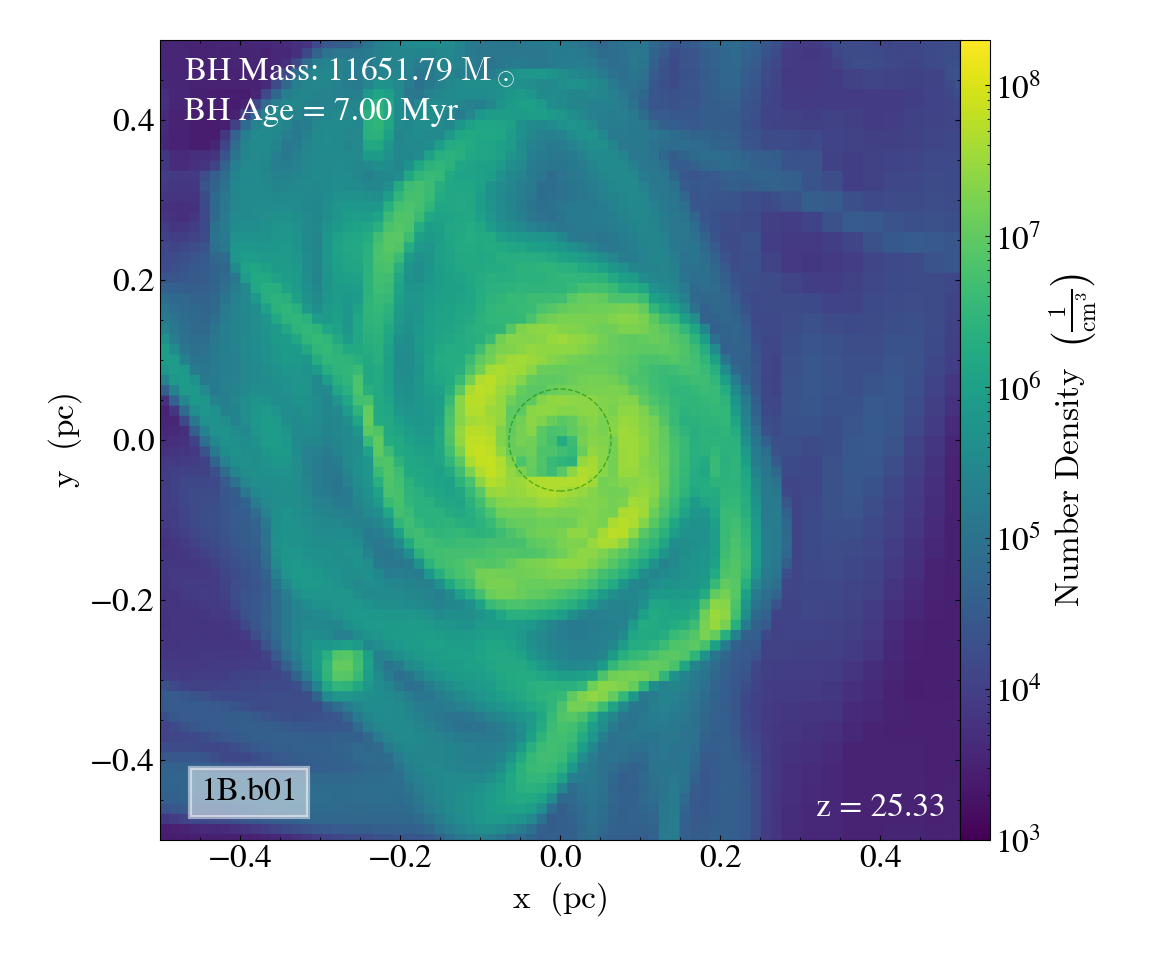 BH Mass: 11651.79 M⊙
BH Age = 7.00 Myr
1B.b01
z = 25.33
0.4
0.2
0.0
−0.2
−0.4
y (pc)
−0.4 −0.2 0.0 0.2 0.4
x (pc)
10^8
10^7
10^6
10^5
10^4
10^3
Number Density (1/cm^3)